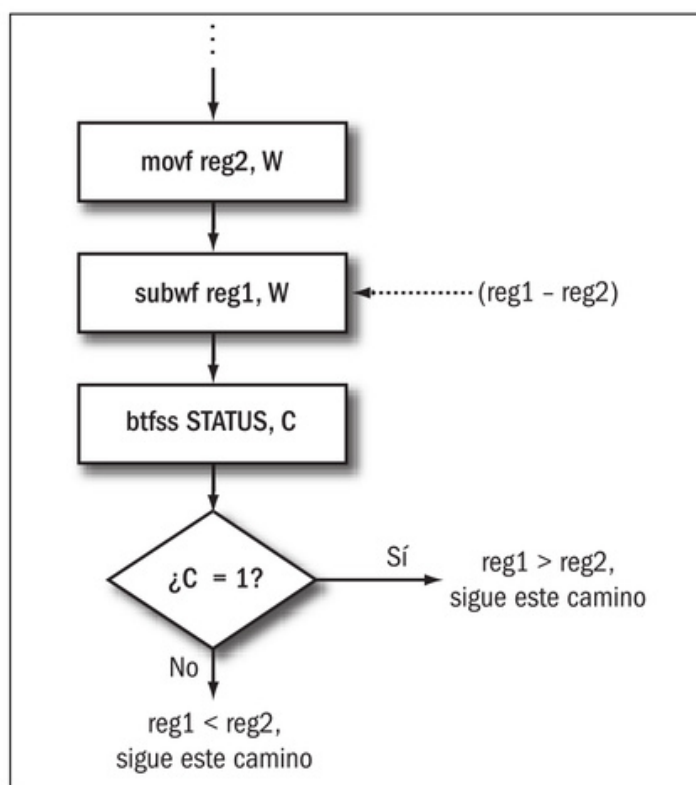 movf reg2, W
subwf reg1, W
(reg1 – reg2)
btfss STATUS, C
¿C = 1?
Sí
reg1 > reg2,
sigue este camino
No
reg1 < reg2,
sigue este camino